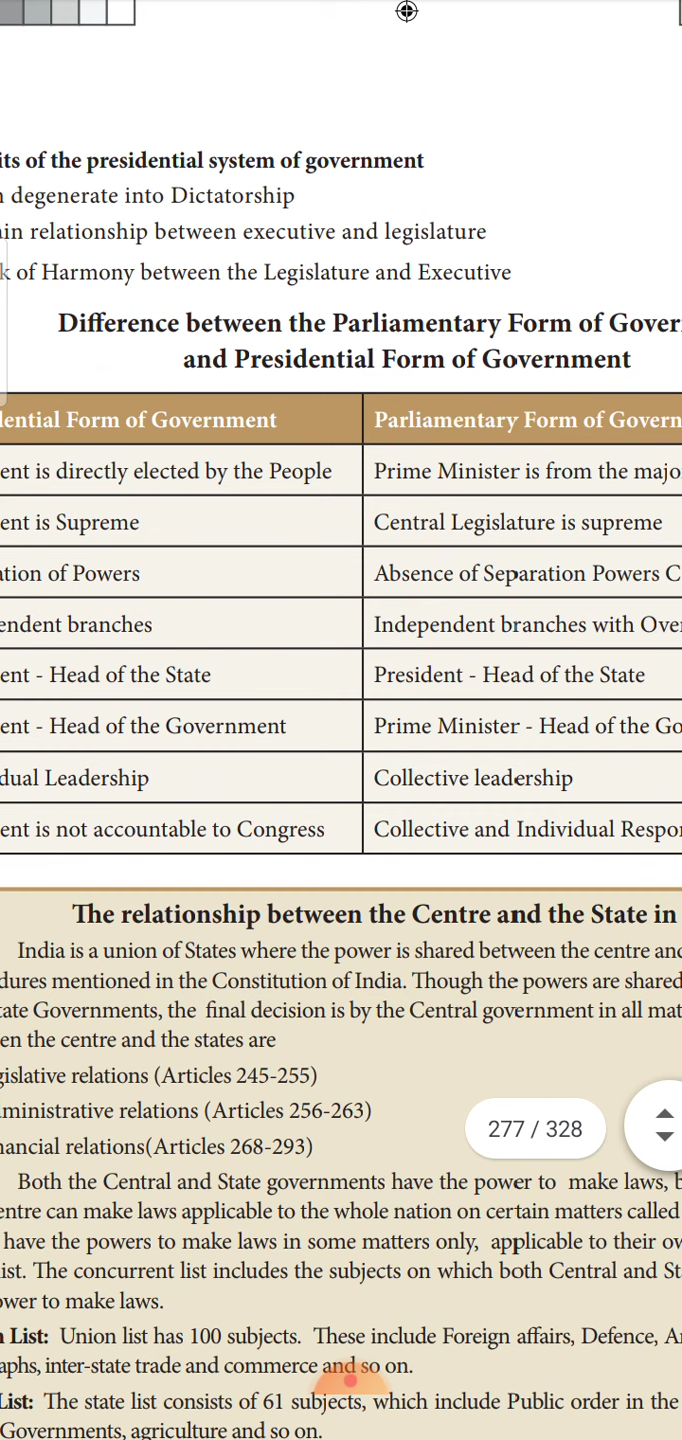 its of the presidential system of government
n degenerate into Dictatorship
ain relationship between executive and legislature
k of Harmony between the Legislature and Executive
Difference between the Parliamentary Form of Gover
and Presidential Form of Government
dential Form of Government Parliamentary Form of Govern
ent is directly elected by the People Prime Minister is from the majo
ent is Supreme Central Legislature is supreme
ation of Powers Absence of Separation Powers C
endent branches Independent branches with Over
ent - Head of the State President - Head of the State
ent - Head of the Government Prime Minister - Head of the Go
dual Leadership Collective leadership
ent is not accountable to Congress Collective and Individual Respon
The relationship between the Centre and the State in
India is a union of States where the power is shared between the centre and
dures mentioned in the Constitution of India. Though the powers are shared
tate Governments, the final decision is by the Central government in all mat
en the centre and the states are
gislative relations (Articles 245-255)
ministrative relations (Articles 256-263)
nancial relations(Articles 268-293)
277 / 328
Both the Central and State governments have the power to make laws, b
entre can make laws applicable to the whole nation on certain matters called
have the powers to make laws in some matters only, applicable to their ow
ist. The concurrent list includes the subjects on which both Central and St
ower to make laws.
n List: Union list has 100 subjects. These include Foreign affairs, Defence, Ar
aphs, inter-state trade and commerce and so on.
List: The state list consists of 61 subjects, which include Public order in the
Governments, agriculture and so on.